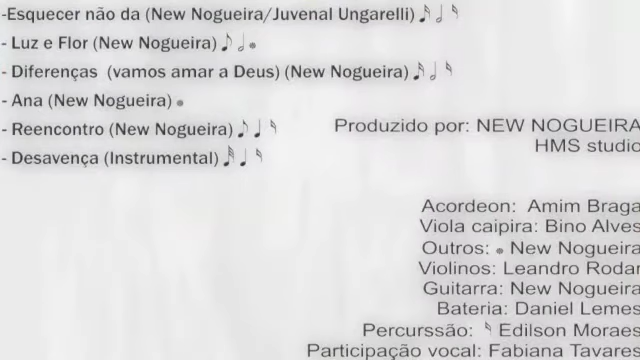 -Esquecer não da (New Nogueira/Juvenal Ungarelli)
- Luz e Flor (New Nogueira)
- Diferenças (vamos amar a Deus) (New Nogueira)
- Ana (New Nogueira)
- Reencontro (New Nogueira)
- Desavença (Instrumental)
Produzido por: NEW NOGUEIRA
HMS studio
Acordeon: Amim Braga
Viola caipira: Bino Alves
Outros: New Nogueira
Violinos: Leandro Rodar
Guitarra: New Nogueira
Bateria: Daniel Lemes
Percurssão: Edilson Moraes
Participação vocal: Fabiana Tavares